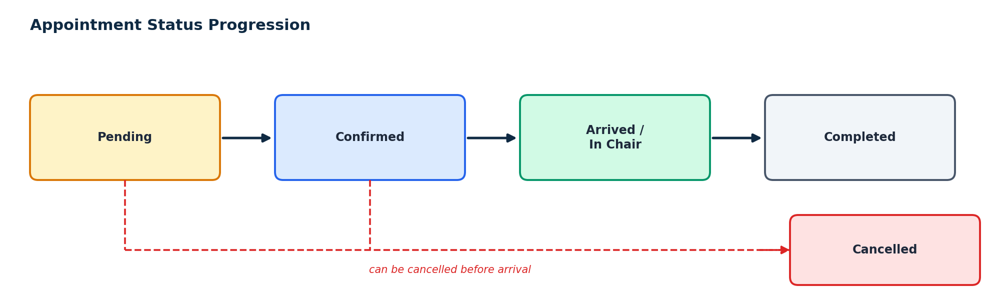 Appointment Status Progression
Pending
Confirmed
Arrived /
In Chair
Completed
Cancelled
can be cancelled before arrival